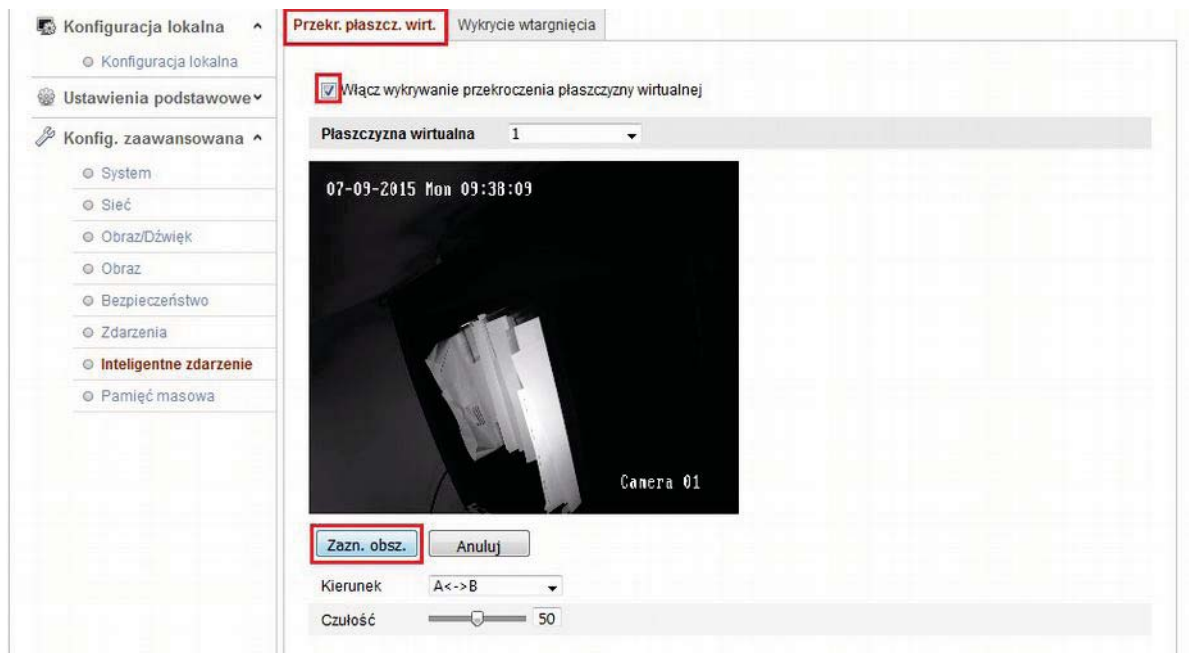 Konfiguracja lokalna
Konfiguracja lokalna
Ustawienia podstawowe
Konfig. zaawansowana
System
Sieć
Obraz/Dźwięk
Obraz
Bezpieczeństwo
Zdarzenia
Inteligentne zdarzenie
Pamięć masowa
Przekr. płaszcz. wirt. Wykrycie wtargnięcia
Włącz wykrywanie przekroczenia płaszczyzny wirtualnej
Płaszczyzna wirtualna 1
07-09-2015 Mon 09:38:09
Camera 01
Zazn. obsz. Anuluj
Kierunek A<->B
Czułość 50